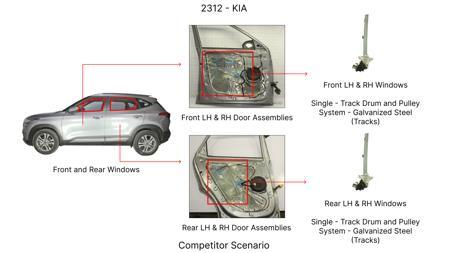 2312 - KIA
Front LH & RH Windows
Single - Track Drum and Pulley
System - Galvanized Steel
(Tracks)
Front LH & RH Door Assemblies
Front and Rear Windows
Rear LH & RH Windows
Single - Track Drum and Pulley
System - Galvanized Steel
(Tracks)
Rear LH & RH Door Assemblies
Competitor Scenario